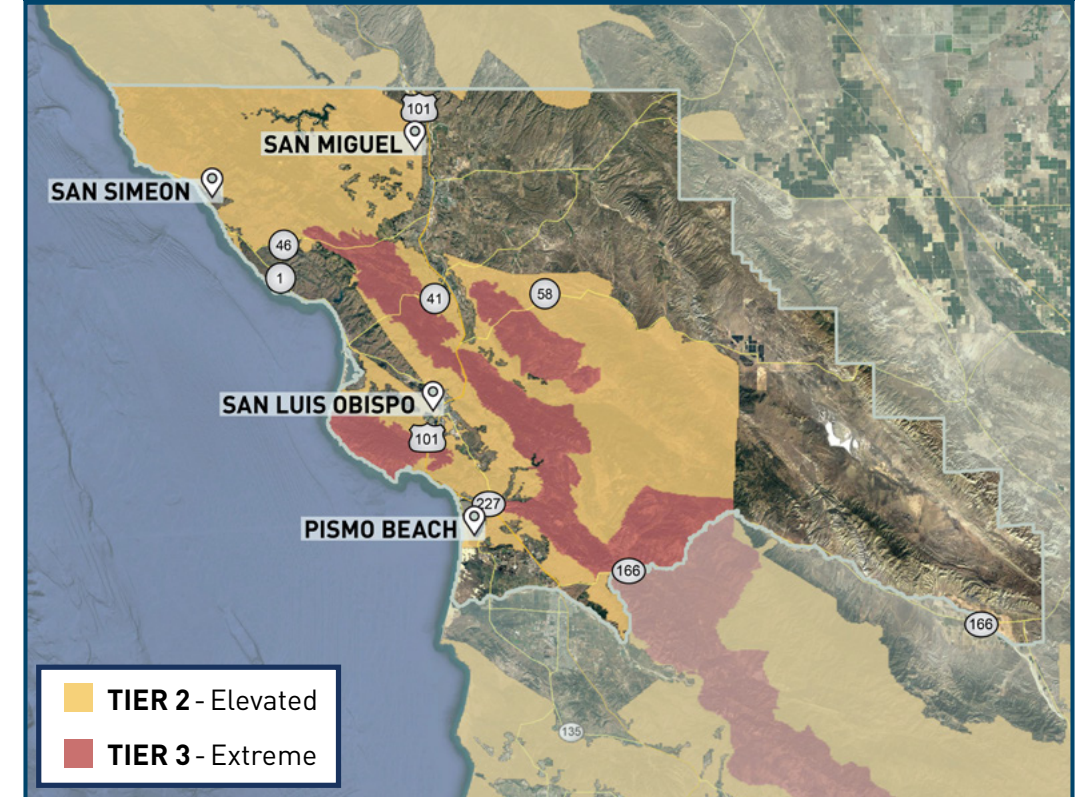 101
SAN MIGUEL
SAN SIMEON
46
1
41
58
SAN LUIS OBISPO
101
227
PISMO BEACH
166
166
135
TIER 2 - Elevated
TIER 3 - Extreme